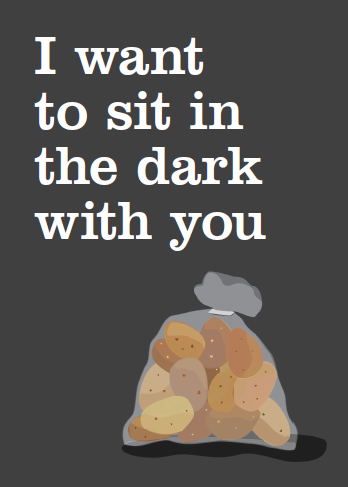 I want
to sit in
the dark
with you